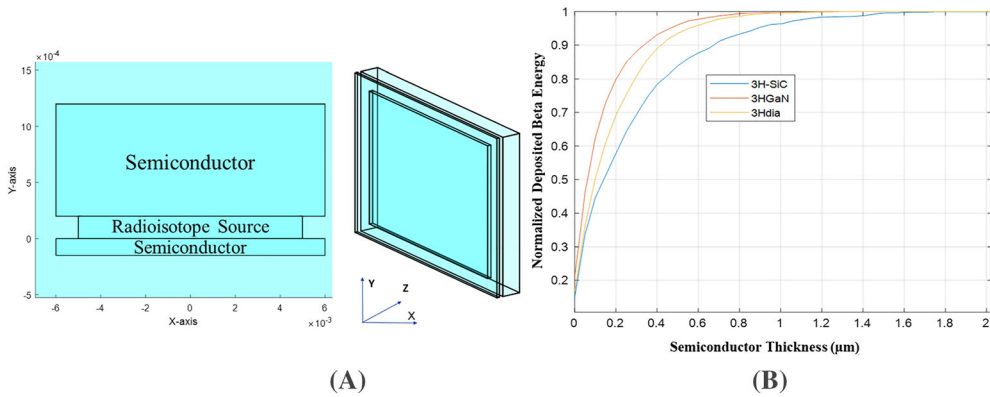 ×10⁻⁴
15
10
5
0
-5
Y-axis
Semiconductor
Radioisotope Source
Semiconductor
-6
-4
-2
0
2
4
6
×10⁻³
X-axis
Y
Z
X
(A)
1
0.9
0.8
0.7
0.6
0.5
0.4
0.3
0.2
Normalized Deposited Beta Energy
3H-SiC
3HGaN
3Hdia
0
0.2
0.4
0.6
0.8
1
1.2
1.4
1.6
1.8
2
Semiconductor Thickness (μm)
(B)